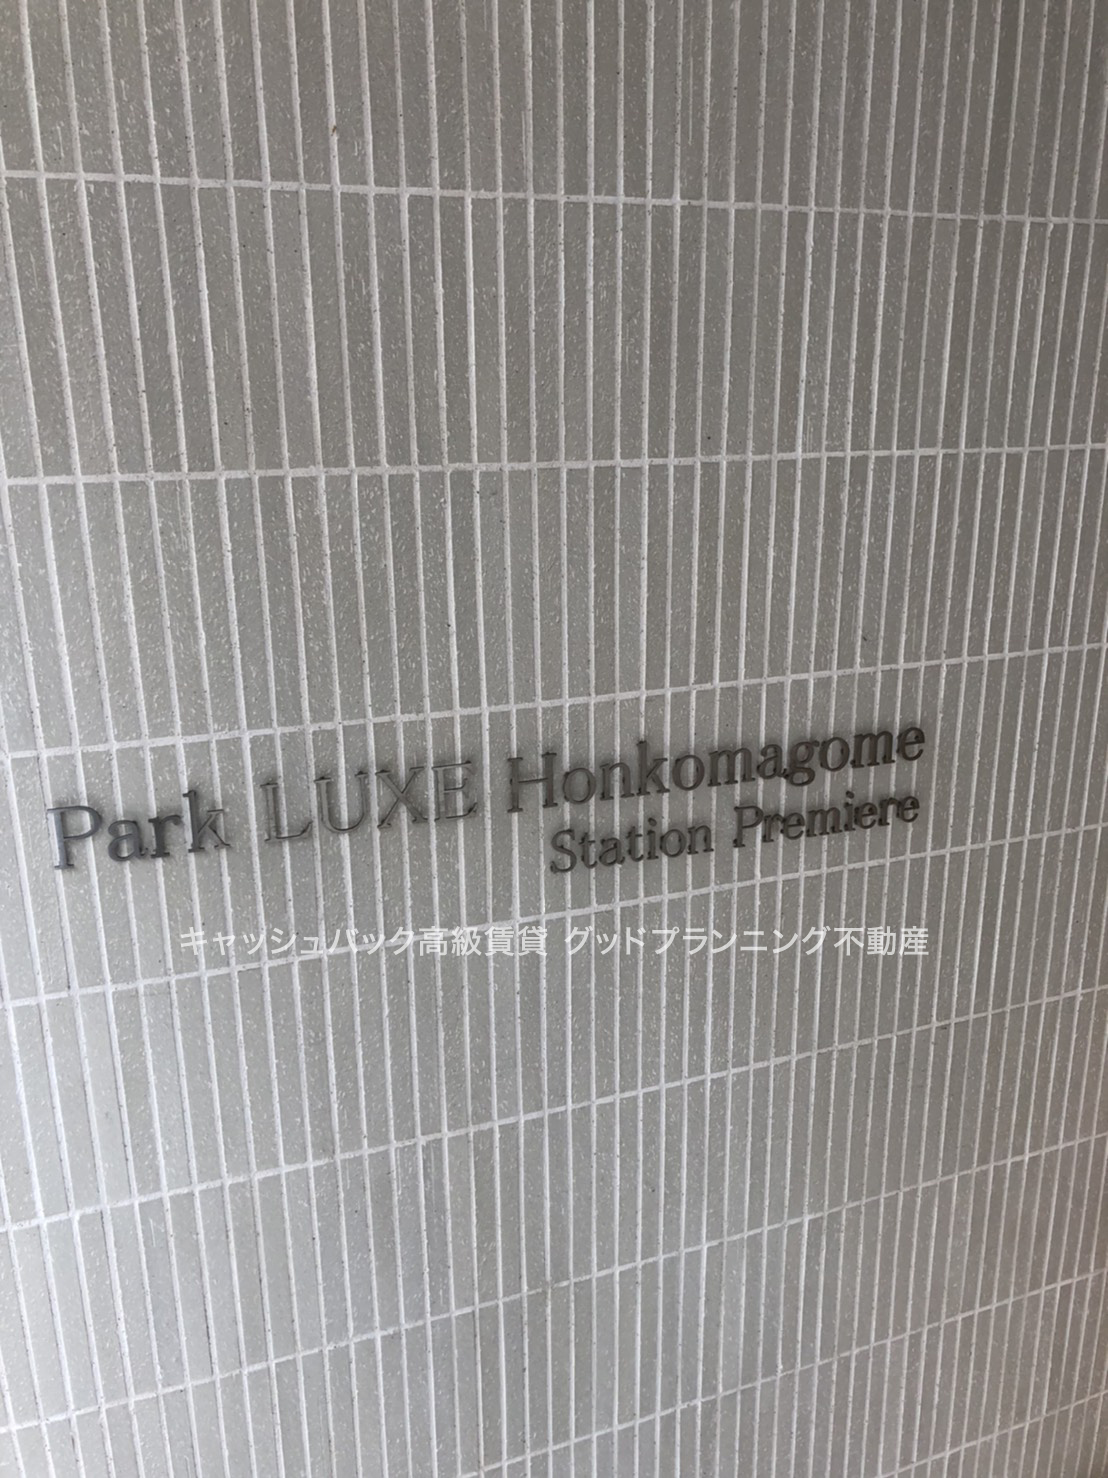 Park LUXE Honkomagome
Station Premiere
キャッシュバック高級賃貸 グッドプランニング不動産